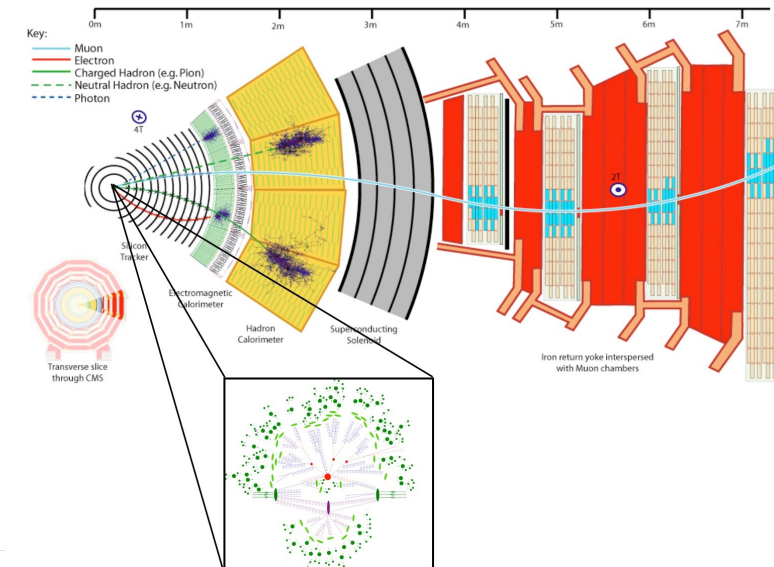 0m 1m 2m 3m 4m 5m 6m 7m
Key:
Muon
Electron
Charged Hadron (e.g. Pion)
Neutral Hadron (e.g. Neutron)
Photon
4T
2T
Silicon
Tracker
Electromagnetic
Calorimeter
Hadron
Calorimeter
Superconducting
Solenoid
Iron return yoke interspersed
with Muon chambers
Transverse slice
through CMS